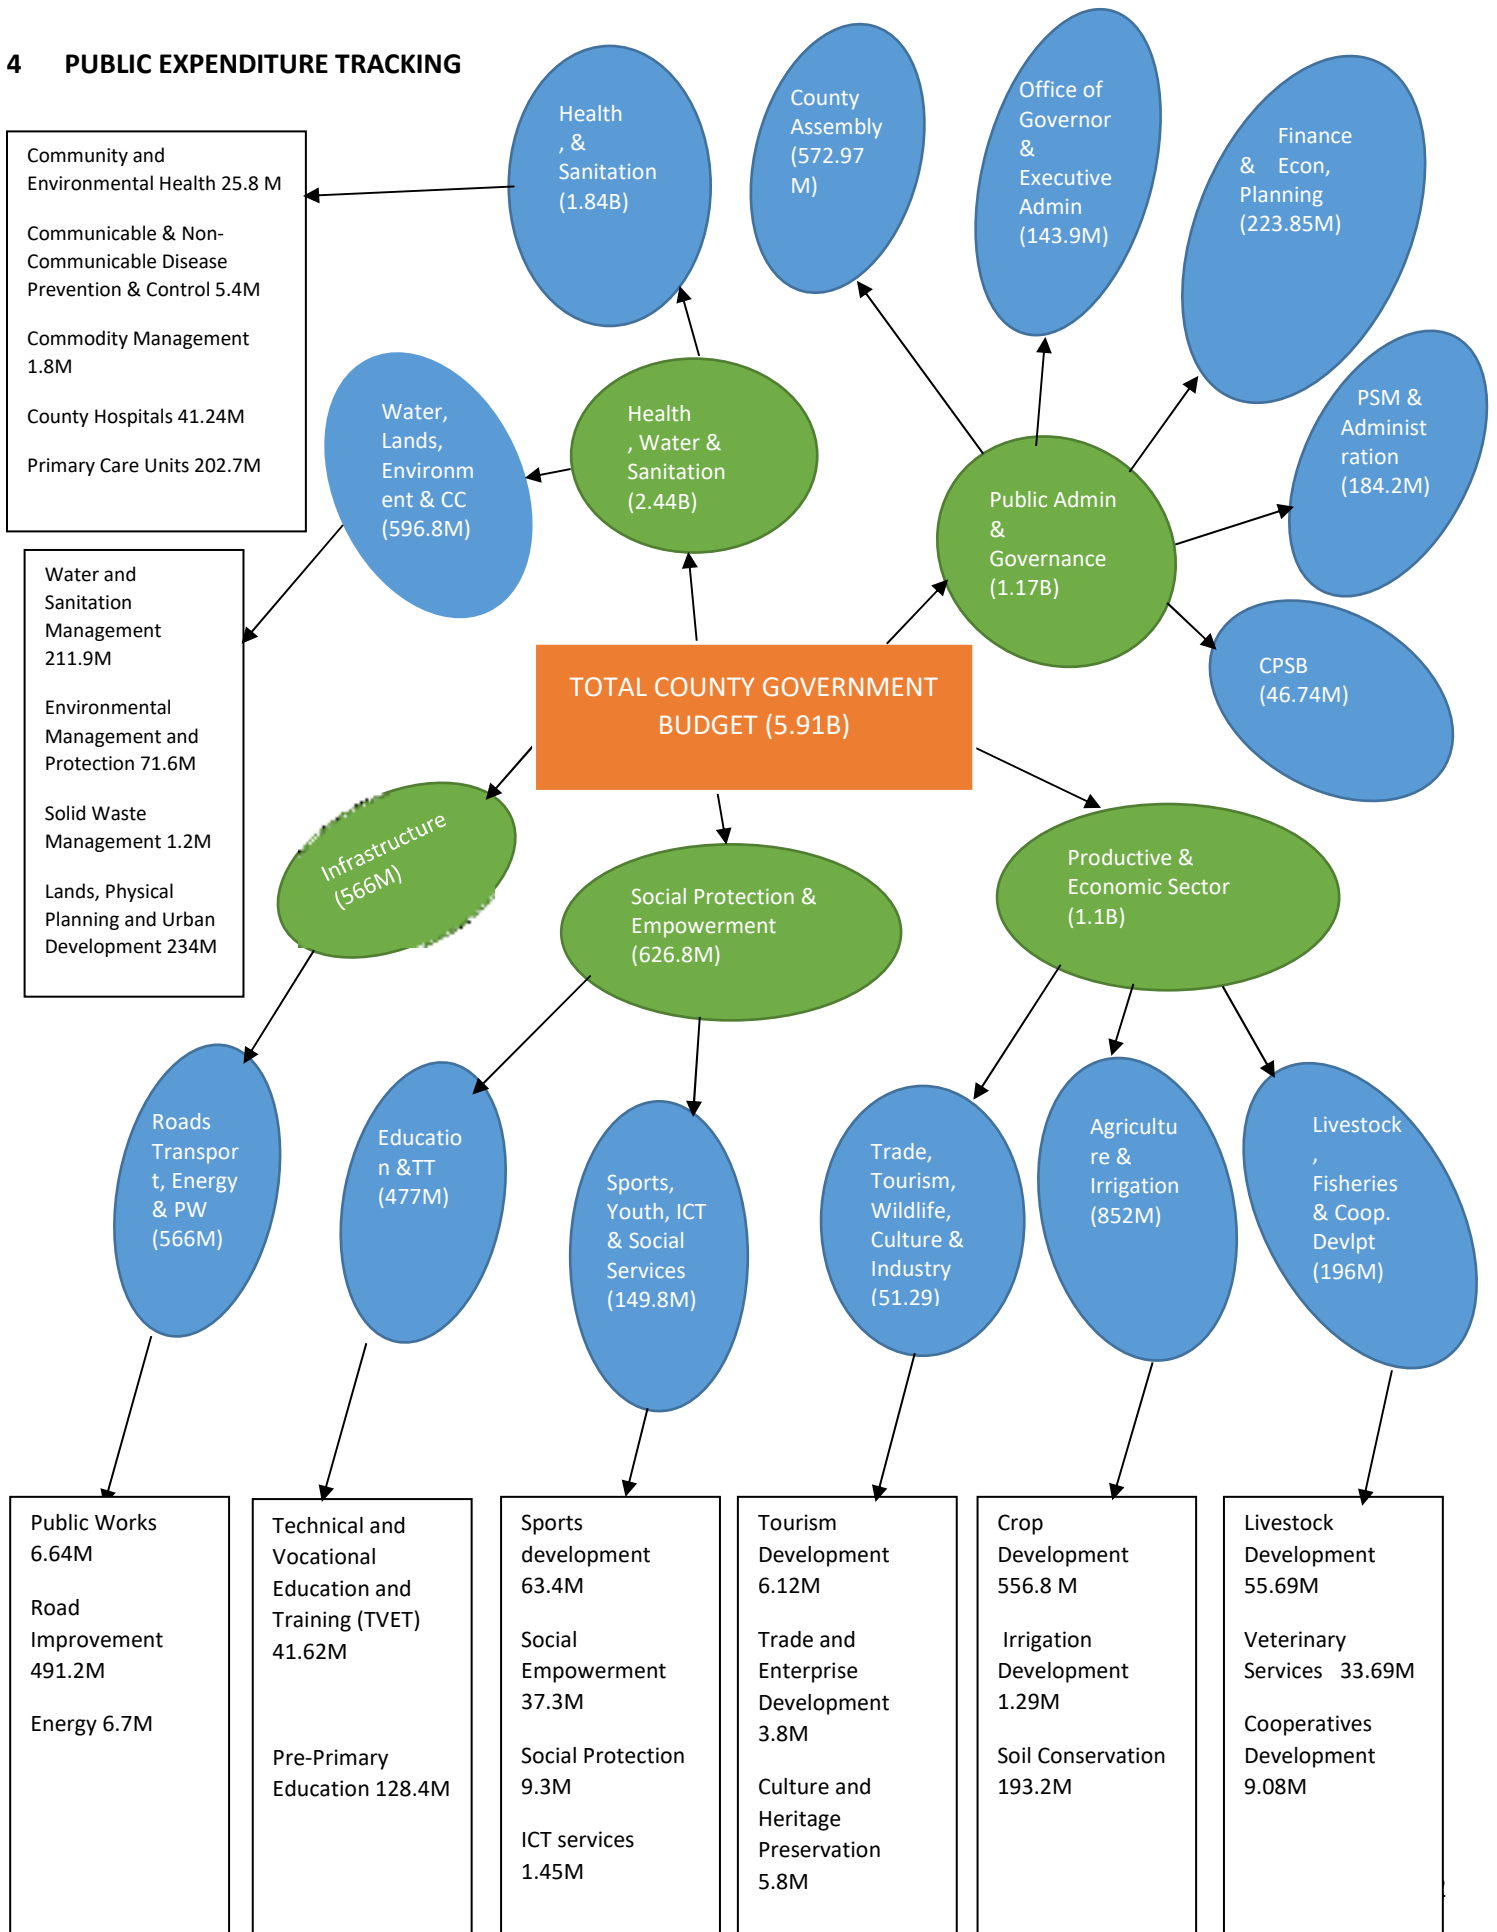 4 PUBLIC EXPENDITURE TRACKING
Health
, &
Sanitation
(1.84B)
County
Assembly
(572.97
M)
Office of
Governor
&
Executive
Admin
(143.9M)
Finance
& Econ,
Planning
(223.85M)
Community and
Environmental Health 25.8 M
Communicable & Non-
Communicable Disease
Prevention & Control 5.4M
Commodity Management
1.8M
County Hospitals 41.24M
Primary Care Units 202.7M
Water,
Lands,
Environm
ent & CC
(596.8M)
Health
, Water &
Sanitation
(2.44B)
Public Admin
&
Governance
(1.17B)
PSM &
Administ
ration
(184.2M)
CPSB
(46.74M)
Water and
Sanitation
Management
211.9M
Environmental
Management and
Protection 71.6M
Solid Waste
Management 1.2M
Lands, Physical
Planning and Urban
Development 234M
TOTAL COUNTY GOVERNMENT
BUDGET (5.91B)
Infrastructure
(566M)
Social Protection &
Empowerment
(626.8M)
Productive &
Economic Sector
(1.1B)
Roads
Transpor
t, Energy
& PW
(566M)
Educatio
n &TT
(477M)
Sports,
Youth, ICT
& Social
Services
(149.8M)
Trade,
Tourism,
Wildlife,
Culture &
Industry
(51.29)
Agricultu
re &
Irrigation
(852M)
Livestock
,
Fisheries
& Coop.
Devlpt
(196M)
Public Works
6.64M
Road
Improvement
491.2M
Energy 6.7M
Technical and
Vocational
Education and
Training (TVET)
41.62M
Pre-Primary
Education 128.4M
Sports
development
63.4M
Social
Empowerment
37.3M
Social Protection
9.3M
ICT services
1.45M
Tourism
Development
6.12M
Trade and
Enterprise
Development
3.8M
Culture and
Heritage
Preservation
5.8M
Crop
Development
556.8 M
Irrigation
Development
1.29M
Soil Conservation
193.2M
Livestock
Development
55.69M
Veterinary
Services 33.69M
Cooperatives
Development
9.08M